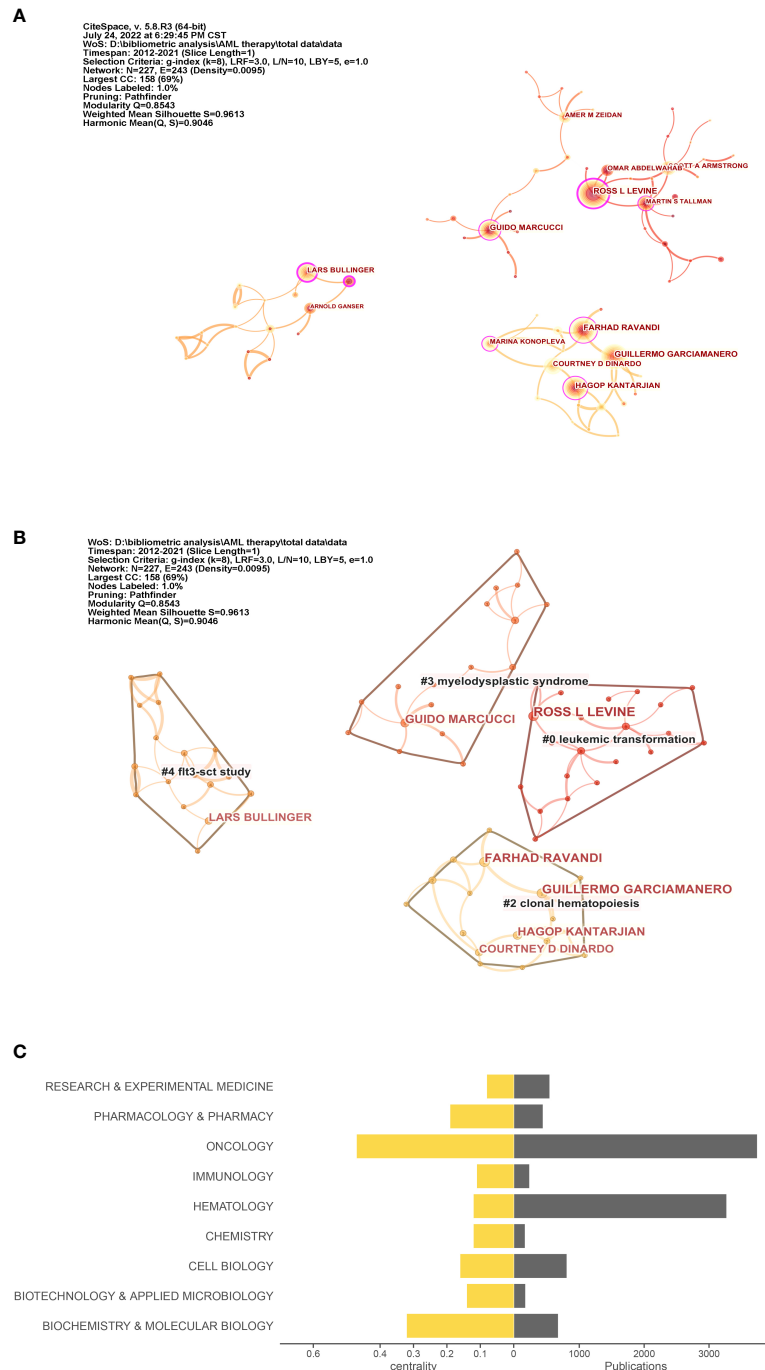 A
CiteSpace, v. 5.8.R3 (64-bit)
July 24, 2022 at 6:29:45 PM CST
WoS: D:\bibliometric analysis\AML therapy\total data\data
Timespan: 2012-2021 (Slice Length=1)
Selection Criteria: g-index (k=8), LRF=3.0, L/N=10, LBY=5, e=1.0
Network: N=227, E=243 (Density=0.0095)
Largest CC: 158 (69%)
Nodes Labeled: 1.0%
Pruning: Pathfinder
Modularity Q=0.8543
Weighted Mean Silhouette S=0.9613
Harmonic Mean(Q, S)=0.9046
AMER M ZEIDAN
OMAR ABDELWAHAB
SCOTT A ARMSTRONG
ROSS L LEVINE
MARTIN S TALLMAN
GUIDO MARCUCCI
LARS BULLINGER
ARNOLD GANSER
FARHAD RAVANDI
MARINA KONOPLEVA
GUILLERMO GARCIAMANERO
COURTNEY D DINARDO
HAGOP KANTARJIAN
B
WoS: D:\bibliometric analysis\AML therapy\total data\data
Timespan: 2012-2021 (Slice Length=1)
Selection Criteria: g-index (k=8), LRF=3.0, L/N=10, LBY=5, e=1.0
Network: N=227, E=243 (Density=0.0095)
Largest CC: 158 (69%)
Nodes Labeled: 1.0%
Pruning: Pathfinder
Modularity Q=0.8543
Weighted Mean Silhouette S=0.9613
Harmonic Mean(Q, S)=0.9046
#3 myelodysplastic syndrome
ROSS L LEVINE
GUIDO MARCUCCI
#0 leukemic transformation
#4 flt3-sct study
LARS BULLINGER
FARHAD RAVANDI
GUILLERMO GARCIAMANERO
#2 clonal hematopoiesis
HAGOP KANTARJIAN
COURTNEY D DINARDO
C
RESEARCH & EXPERIMENTAL MEDICINE
PHARMACOLOGY & PHARMACY
ONCOLOGY
IMMUNOLOGY
HEMATOLOGY
CHEMISTRY
CELL BIOLOGY
BIOTECHNOLOGY & APPLIED MICROBIOLOGY
BIOCHEMISTRY & MOLECULAR BIOLOGY
0.6 0.4 0.3 0.2 0.1 0 1000 2000 3000
centrality Publications